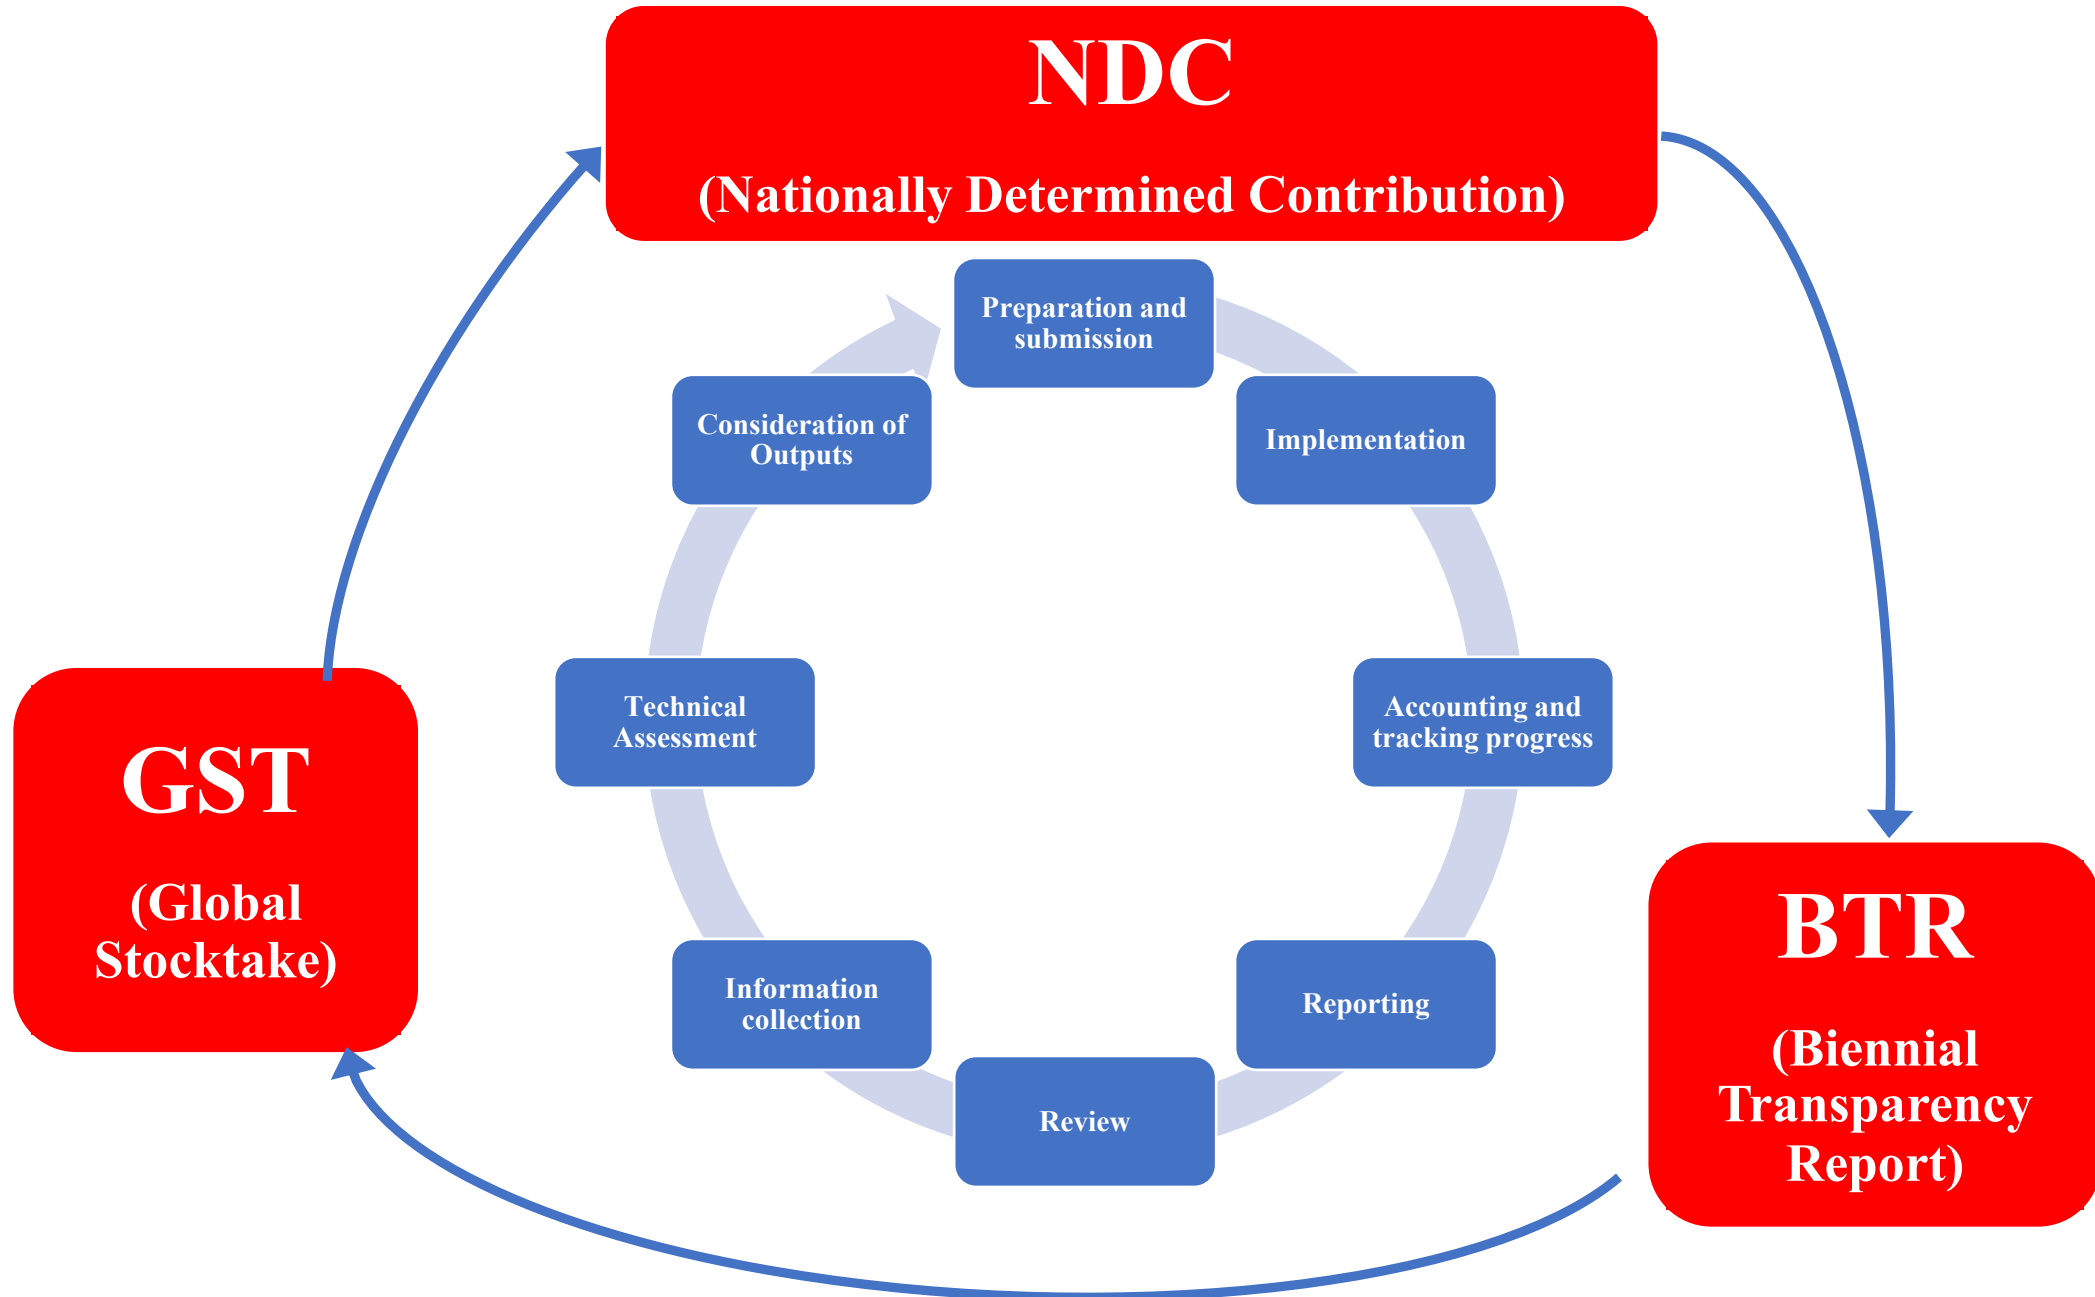 NDC
(Nationally Determined Contribution)
Preparation and
submission
Consideration of
Outputs
Implementation
Technical
Assessment
Accounting and
tracking progress
GST
(Global
Stocktake)
BTR
(Biennial
Transparency
Report)
Information
collection
Reporting
Review